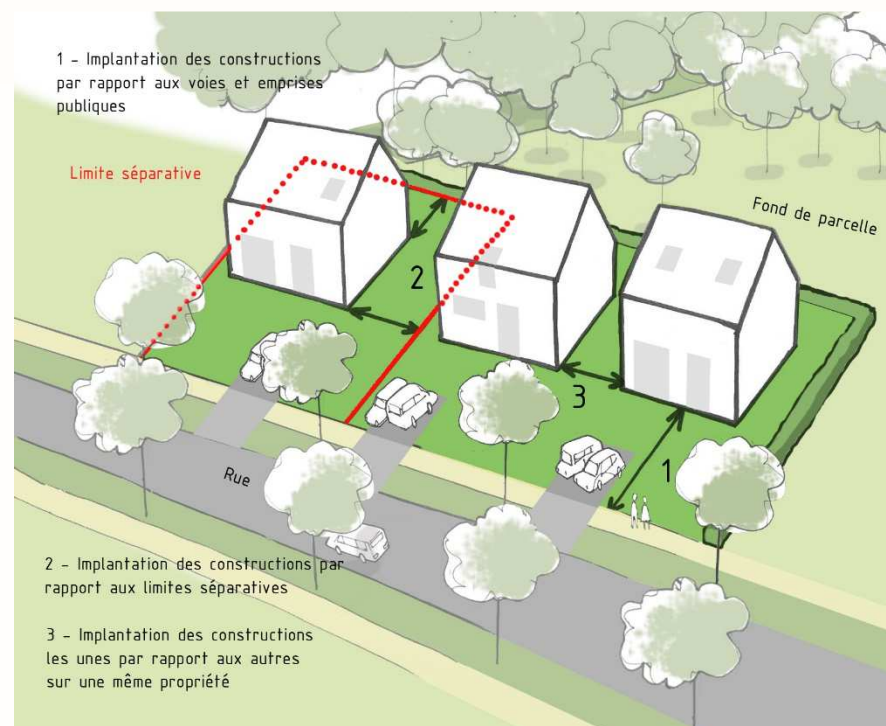 1 - Implantation des constructions
par rapport aux voies et emprises
publiques
Limite séparative
Fond de parcelle
2
3
1
Rue
2 - Implantation des constructions par
rapport aux limites séparatives
3 - Implantation des constructions
les unes par rapport aux autres
sur une même propriété